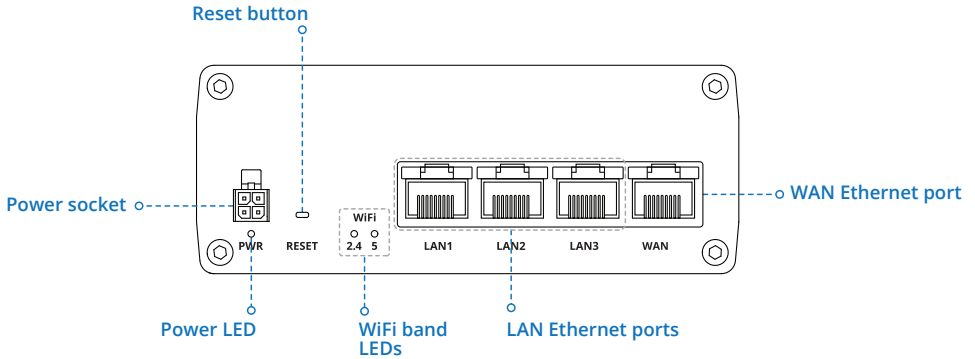 Reset button
Power socket
WAN Ethernet port
WiFi
PWR
RESET
2.4 5
LAN1
LAN2
LAN3
WAN
Power LED
WiFi band
LEDs
LAN Ethernet ports